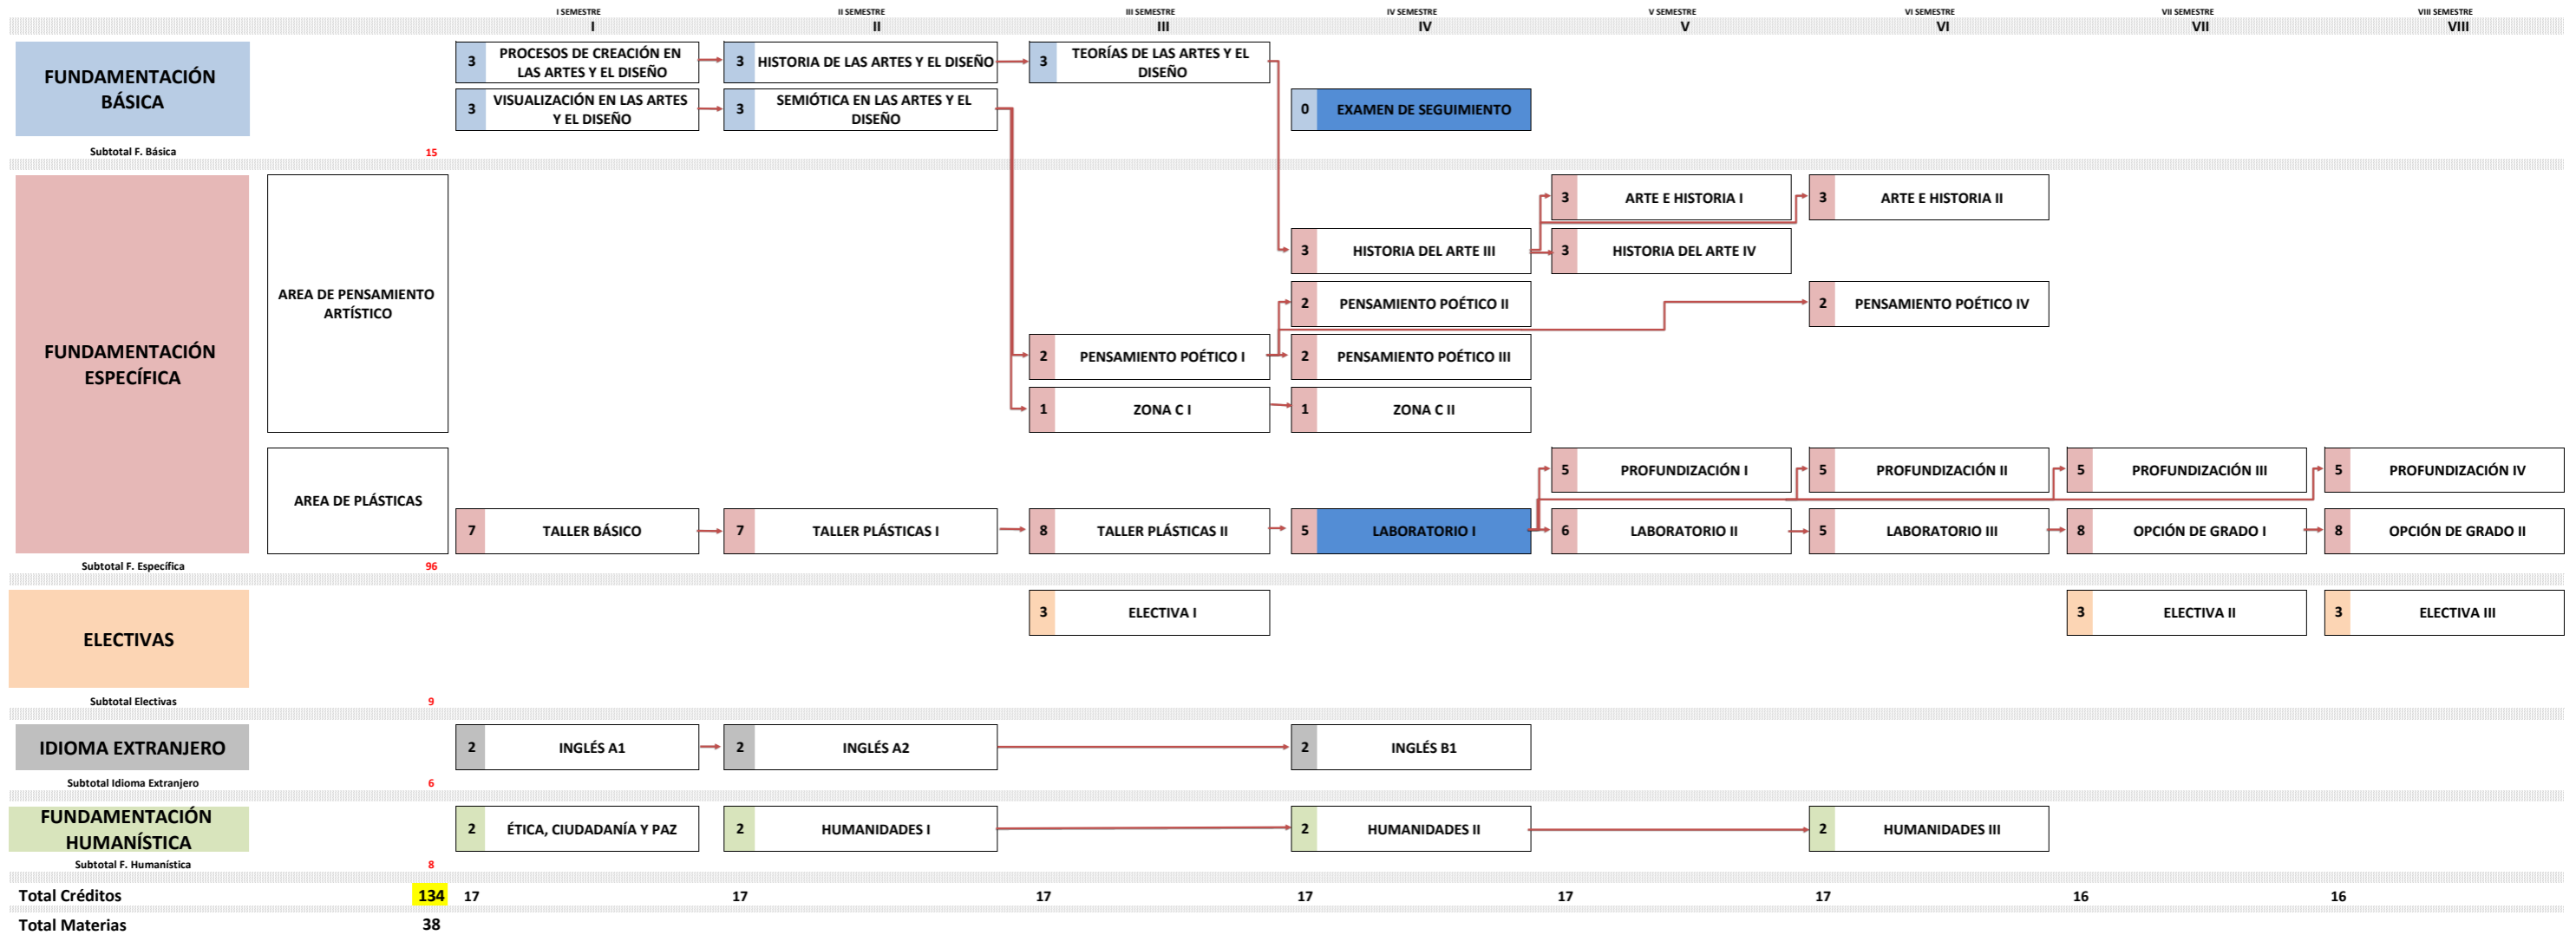 I SEMESTRE II SEMESTRE III SEMESTRE IV SEMESTRE V SEMESTRE VI SEMESTRE VII SEMESTRE VIII SEMESTRE
I II III IV V VI VII VIII
FUNDAMENTACIÓN
BÁSICA
3 PROCESOS DE CREACIÓN EN
LAS ARTES Y EL DISEÑO
3 HISTORIA DE LAS ARTES Y EL DISEÑO
3 TEORÍAS DE LAS ARTES Y EL
DISEÑO
3 VISUALIZACIÓN EN LAS ARTES
Y EL DISEÑO
3 SEMIÓTICA EN LAS ARTES Y EL
DISEÑO
0 EXAMEN DE SEGUIMIENTO
Subtotal F. Básica 15
FUNDAMENTACIÓN
ESPECÍFICA
AREA DE PENSAMIENTO
ARTÍSTICO
3 ARTE E HISTORIA I
3 ARTE E HISTORIA II
3 HISTORIA DEL ARTE III
3 HISTORIA DEL ARTE IV
2 PENSAMIENTO POÉTICO II
2 PENSAMIENTO POÉTICO IV
2 PENSAMIENTO POÉTICO I
2 PENSAMIENTO POÉTICO III
1 ZONA C I
1 ZONA C II
AREA DE PLÁSTICAS
5 PROFUNDIZACIÓN I
5 PROFUNDIZACIÓN II
5 PROFUNDIZACIÓN III
5 PROFUNDIZACIÓN IV
7 TALLER BÁSICO
7 TALLER PLÁSTICAS I
8 TALLER PLÁSTICAS II
5 LABORATORIO I
6 LABORATORIO II
5 LABORATORIO III
8 OPCIÓN DE GRADO I
8 OPCIÓN DE GRADO II
Subtotal F. Específica 96
ELECTIVAS
3 ELECTIVA I
3 ELECTIVA II
3 ELECTIVA III
Subtotal Electivas 9
IDIOMA EXTRANJERO
2 INGLÉS A1
2 INGLÉS A2
2 INGLÉS B1
Subtotal Idioma Extranjero 6
FUNDAMENTACIÓN
HUMANÍSTICA
2 ÉTICA, CIUDADANÍA Y PAZ
2 HUMANIDADES I
2 HUMANIDADES II
2 HUMANIDADES III
Subtotal F. Humanística 8
Total Créditos 134 17 17 17 17 17 17 16 16
Total Materias 38